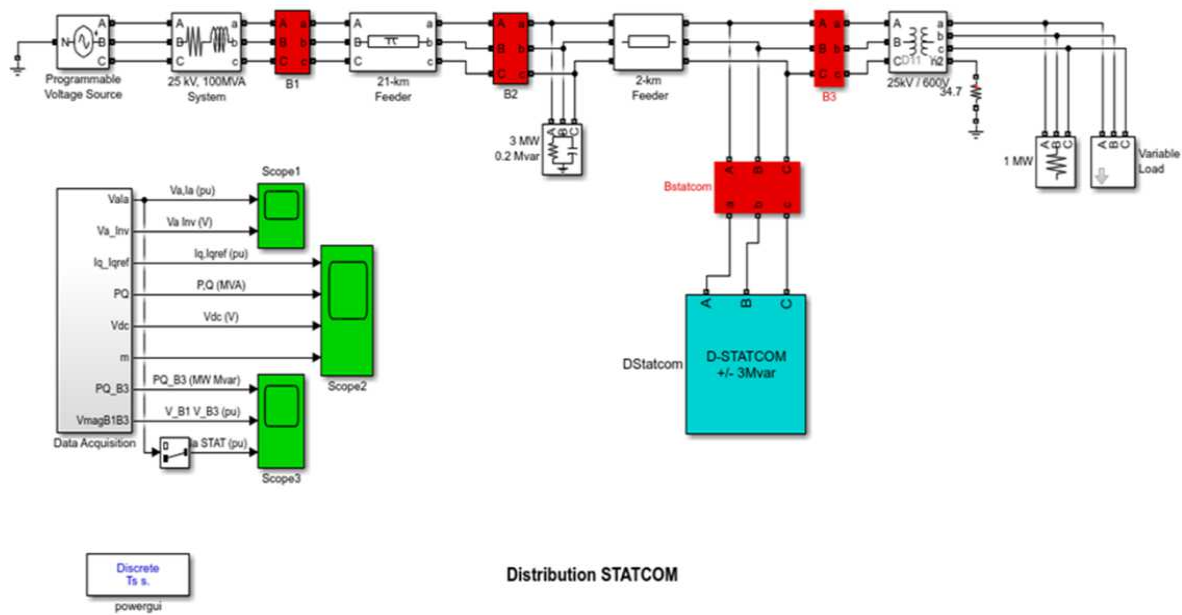 N
A
B
C
Programmable
Voltage Source
A a
B b
C c
25 kV, 100MVA
System
A a
B b
C c
B1
A a
B b
C c
21-km
Feeder
A a
B b
C c
B2
A B C
3 MW
0.2 Mvar
2-km
Feeder
A a
B b
C c
B3
A a
B b
C c
D11 n2
25kV / 600V
34.7
A B C
1 MW
A B C
Variable
Load
A B C
Bstatcom
a b c
A B C
D-STATCOM
+/- 3Mvar
DStatcom
VaIa
Va,Ia (pu)
Scope1
Va_Inv
Va Inv (V)
Iq_Iqref
Iq,Iqref (pu)
PQ
P,Q (MVA)
Vdc
Vdc (V)
m
Scope2
PQ_B3
PQ_B3 (MW Mvar)
VmagB1B3
V_B1 V_B3 (pu)
Data Acquisition
a STAT (pu)
Scope3
Discrete
Ts s.
powergui
Distribution STATCOM